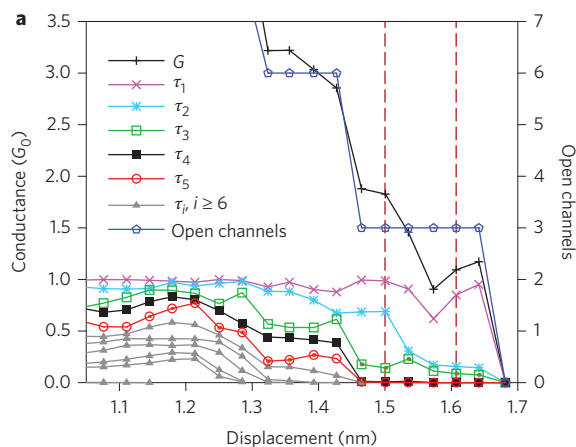 a
3.5
3.0
2.5
2.0
1.5
1.0
0.5
0.0
Conductance (G0)
G
τ1
τ2
τ3
τ4
τ5
τi, i ≥ 6
Open channels
7
6
5
4
3
2
1
0
Open channels
1.1 1.2 1.3 1.4 1.5 1.6 1.7
Displacement (nm)